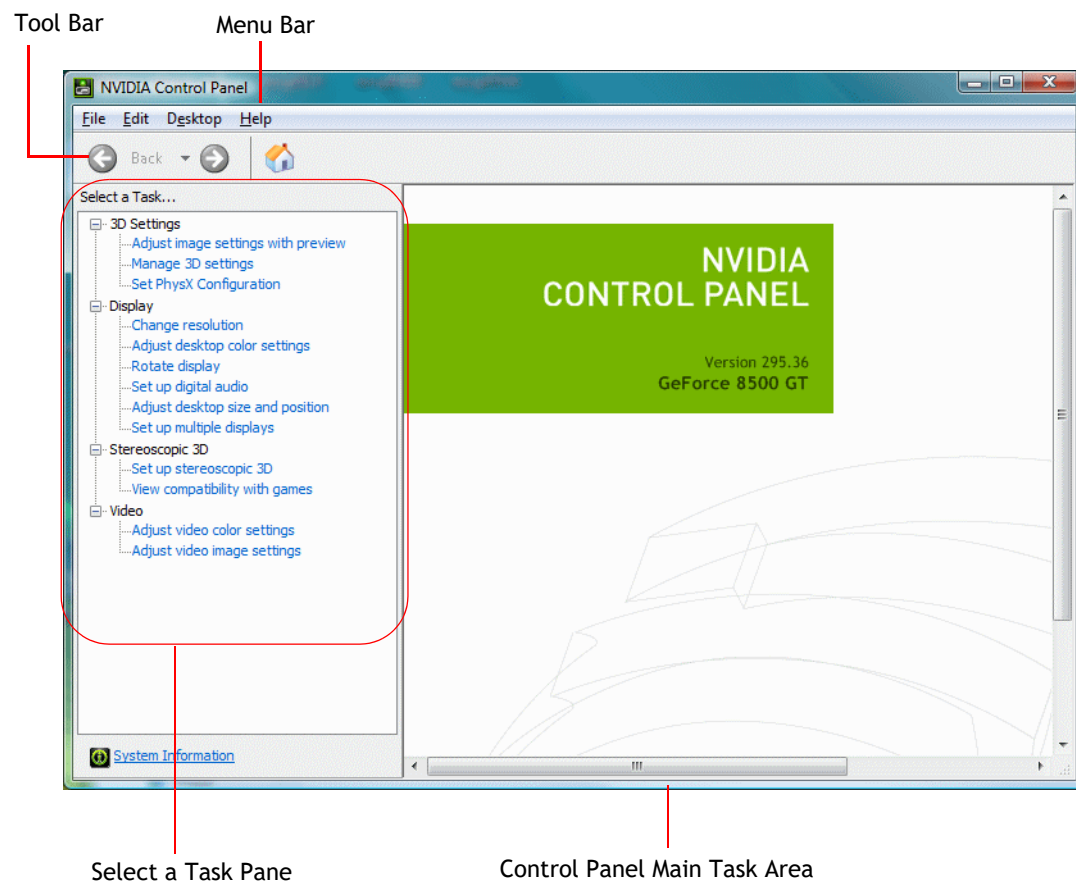 Tool Bar
Menu Bar
NVIDIA Control Panel
File Edit Desktop Help
Back
Select a Task...
3D Settings
Adjust image settings with preview
Manage 3D settings
Set PhysX Configuration
Display
Change resolution
Adjust desktop color settings
Rotate display
Set up digital audio
Adjust desktop size and position
Set up multiple displays
Stereoscopic 3D
Set up stereoscopic 3D
View compatibility with games
Video
Adjust video color settings
Adjust video image settings
System Information
NVIDIA
CONTROL PANEL
Version 295.36
GeForce 8500 GT
Select a Task Pane
Control Panel Main Task Area